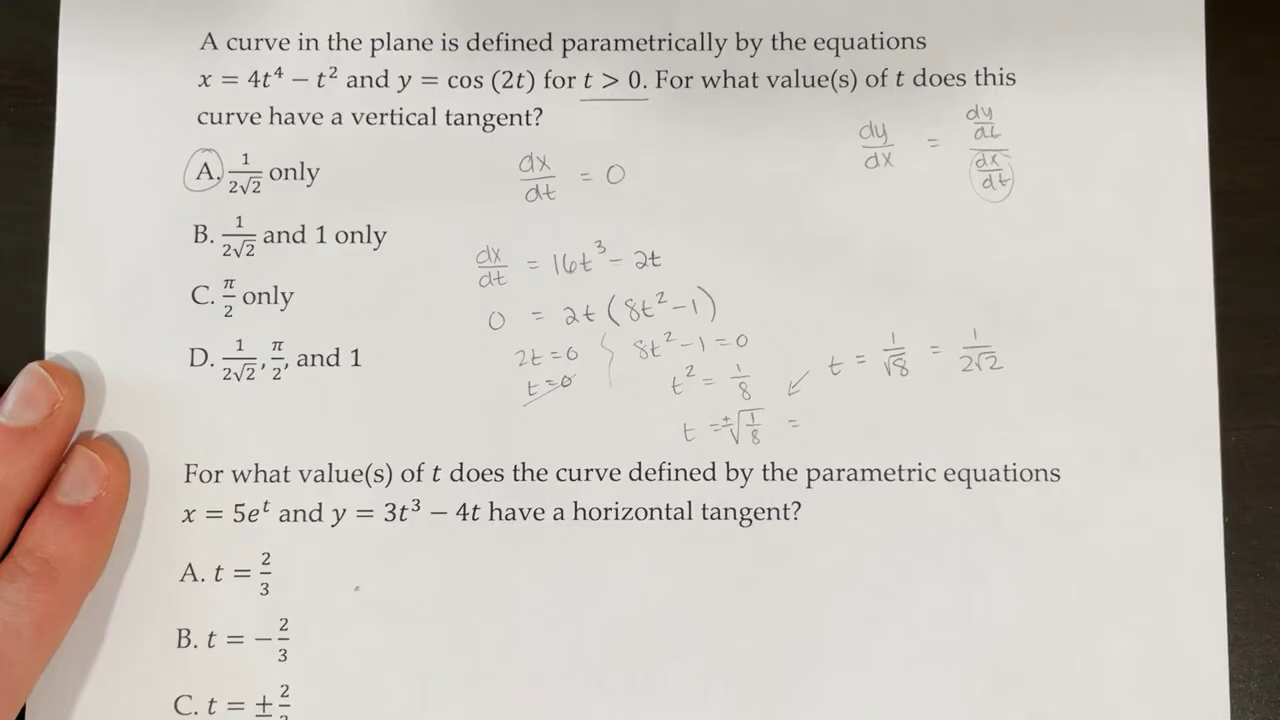 A curve in the plane is defined parametrically by the equations
x = 4t⁴ − t² and y = cos (2t) for t > 0. For what value(s) of t does this
curve have a vertical tangent?
A. 1/(2√2) only
B. 1/(2√2) and 1 only
C. π/2 only
D. 1/(2√2), π/2, and 1
dx/dt = 0
dy/dx = (dy/dt)/(dx/dt)
dx/dt = 16t³ − 2t
0 = 2t (8t² − 1)
2t = 0
t = 0
8t² − 1 = 0
t² = 1/8
t = ±√(1/8) =
t = 1/√8 = 1/(2√2)
For what value(s) of t does the curve defined by the parametric equations
x = 5eᵗ and y = 3t³ − 4t have a horizontal tangent?
A. t = 2/3
B. t = −2/3
C. t = ± 2/